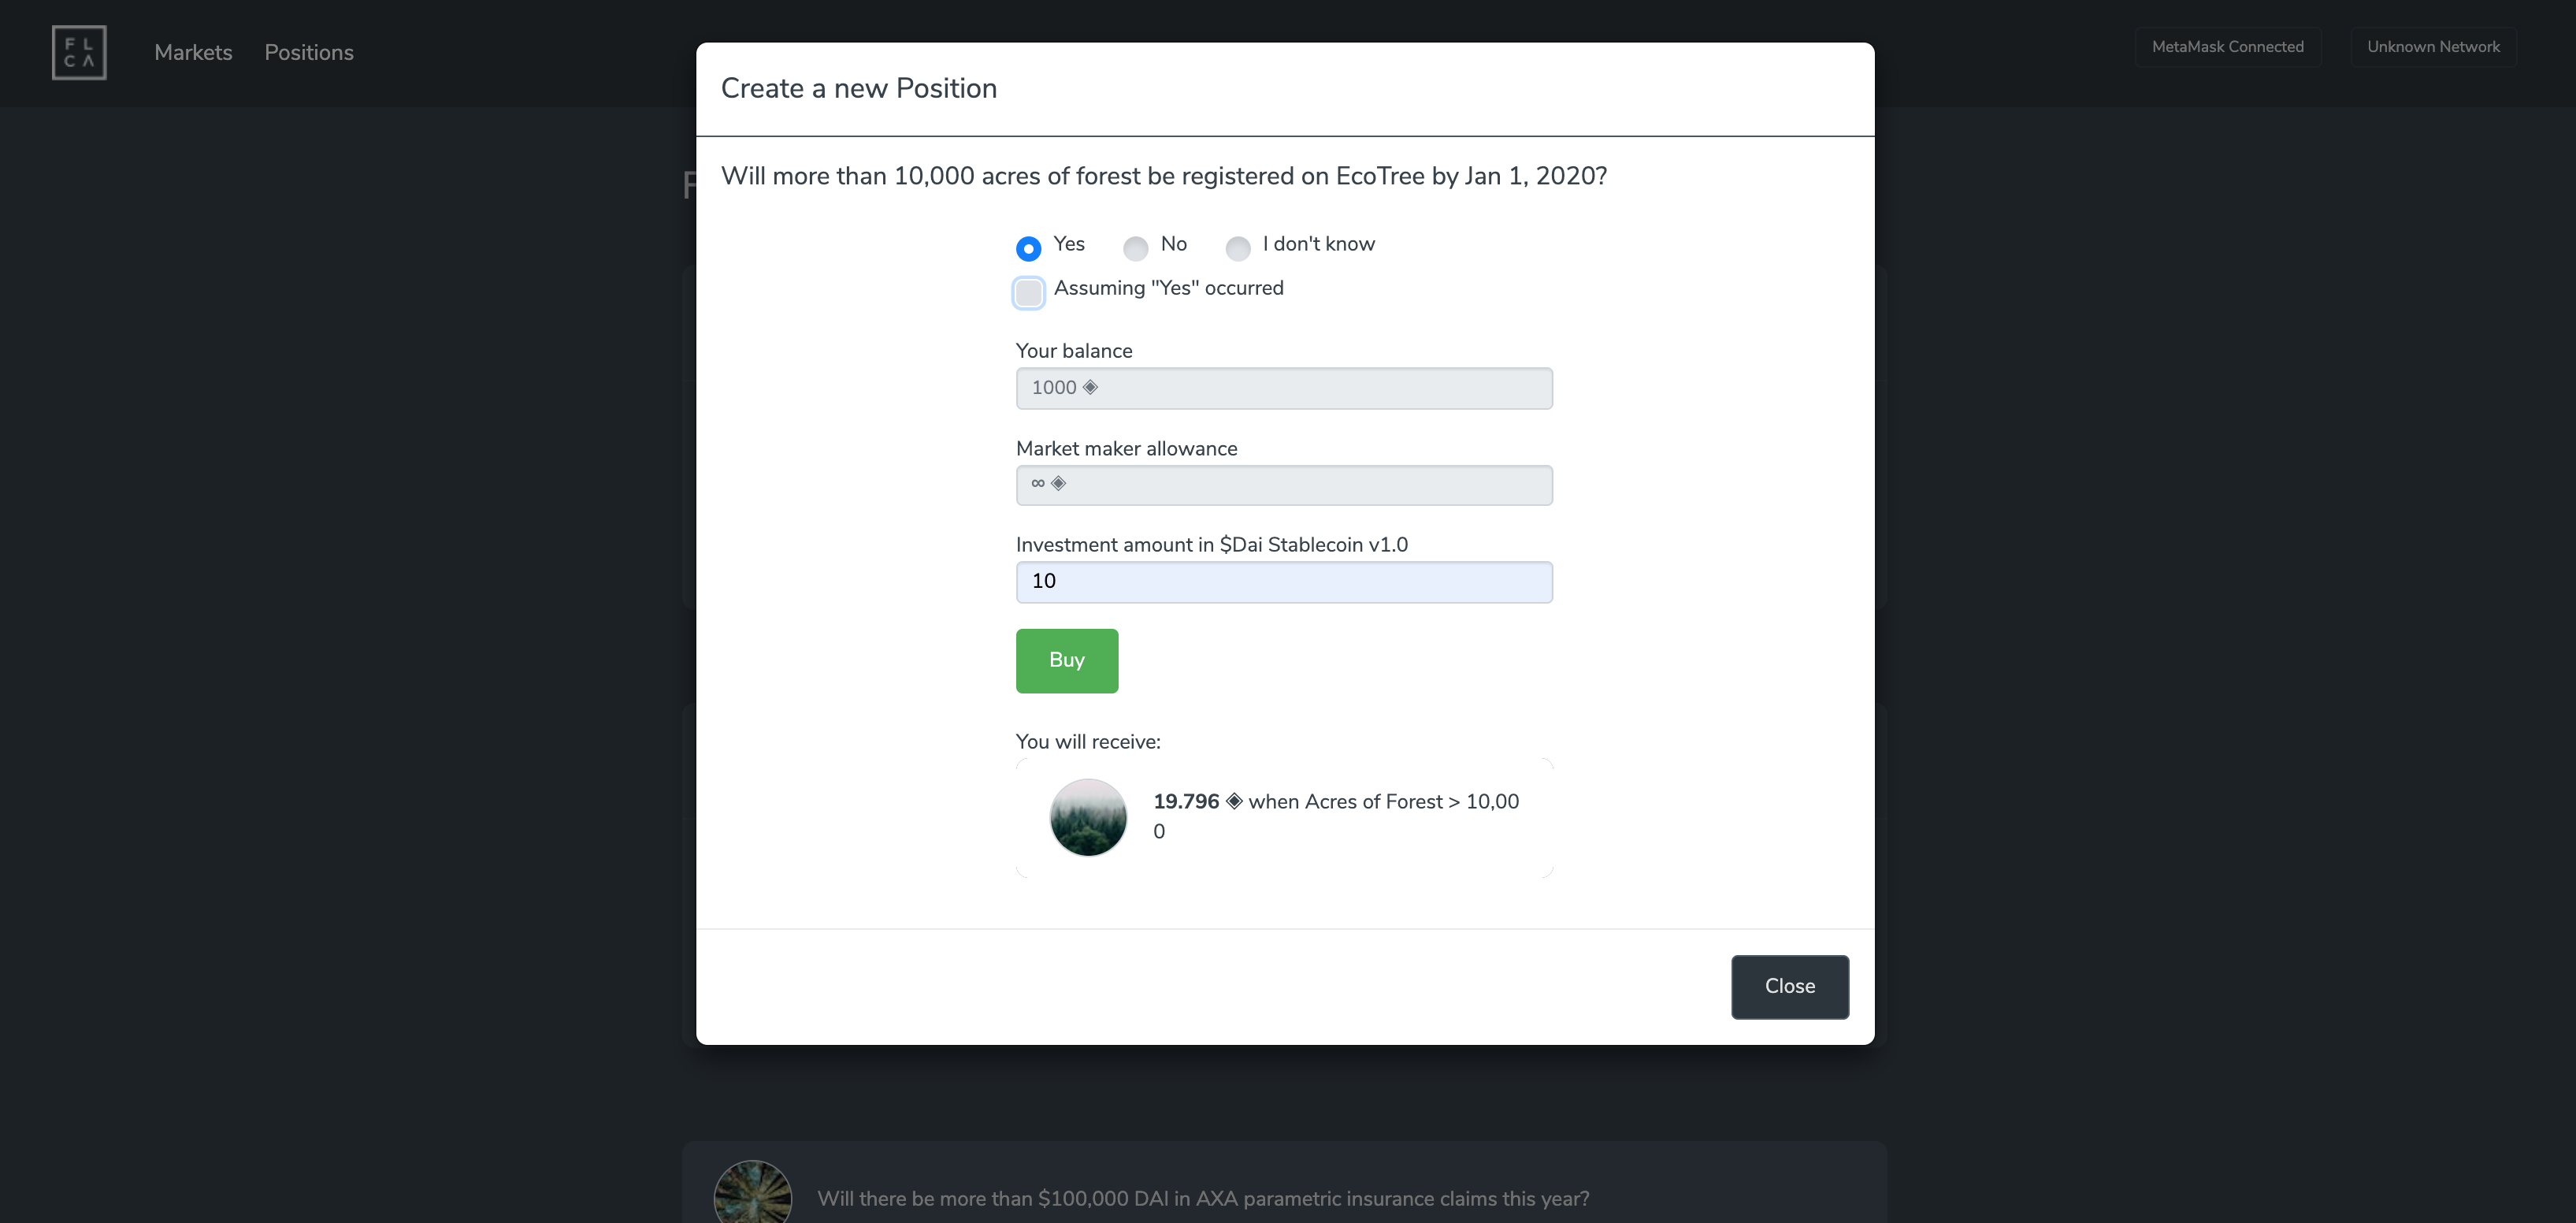 F L
C A
Markets Positions
MetaMask Connected Unknown Network
Create a new Position
Will more than 10,000 acres of forest be registered on EcoTree by Jan 1, 2020?
Yes No I don't know
Assuming "Yes" occurred
Your balance
1000 ◈
Market maker allowance
∞ ◈
Investment amount in $Dai Stablecoin v1.0
10
Buy
You will receive:
19.796 ◈ when Acres of Forest > 10,00
0
Close
Will there be more than $100,000 DAI in AXA parametric insurance claims this year?